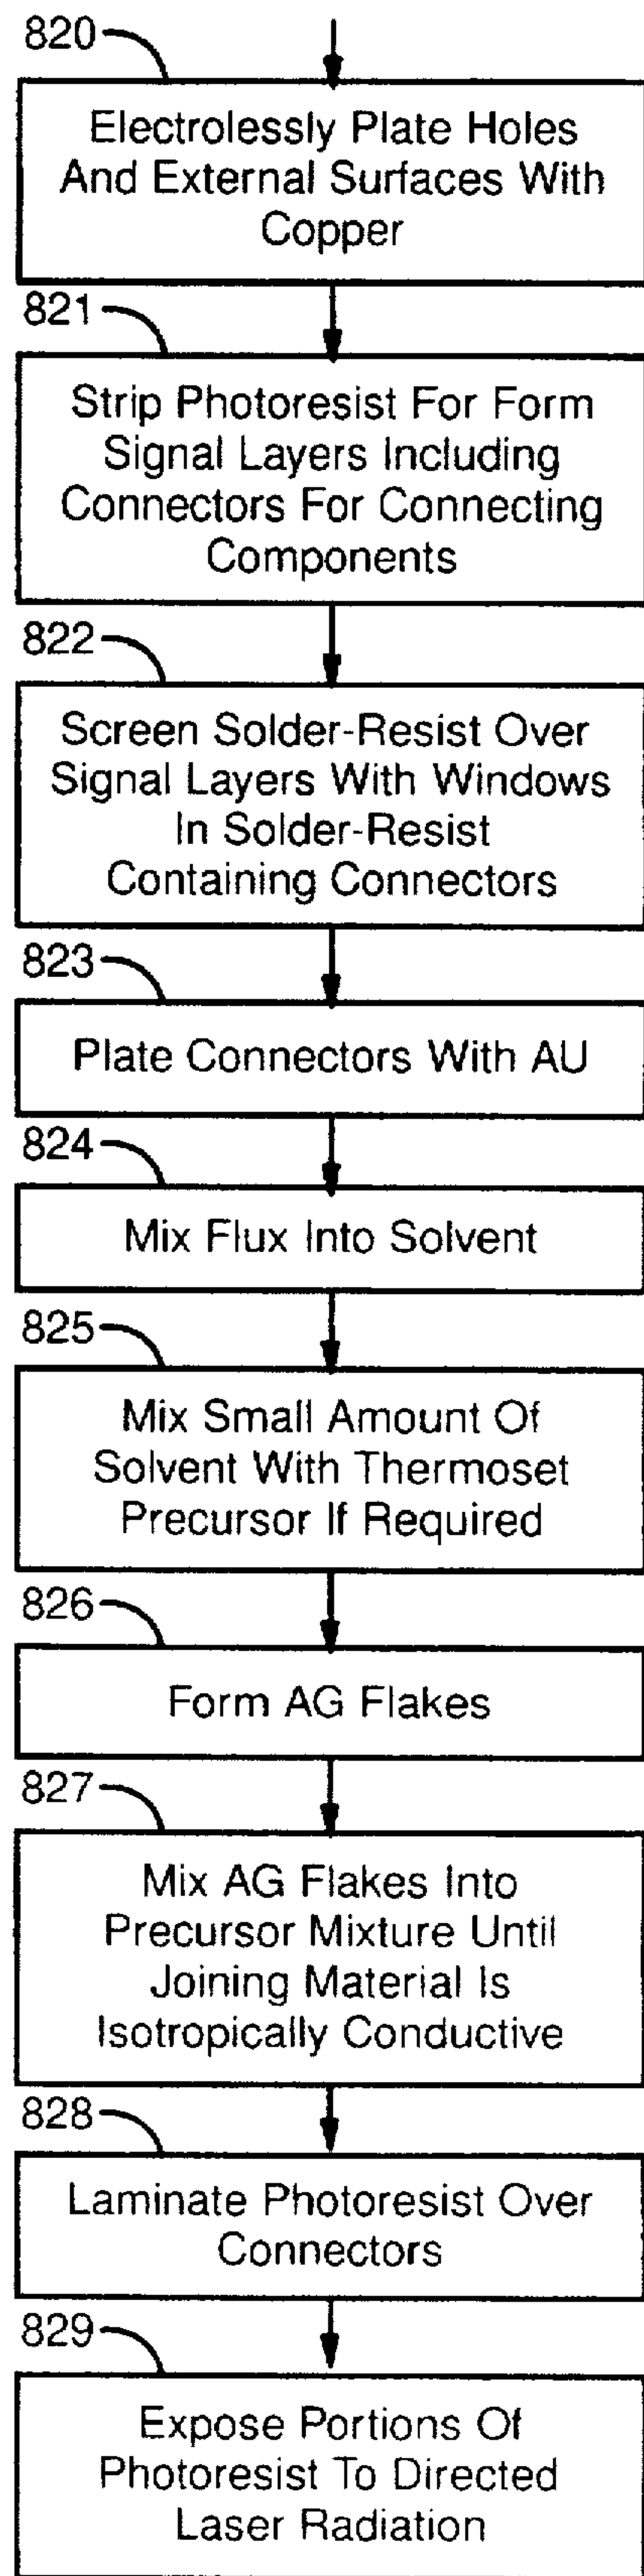 820
Electrolessly Plate Holes
And External Surfaces With
Copper
821
Strip Photoresist For Form
Signal Layers Including
Connectors For Connecting
Components
822
Screen Solder-Resist Over
Signal Layers With Windows
In Solder-Resist
Containing Connectors
823
Plate Connectors With AU
824
Mix Flux Into Solvent
825
Mix Small Amount Of
Solvent With Thermoset
Precursor If Required
826
Form AG Flakes
827
Mix AG Flakes Into
Precursor Mixture Until
Joining Material Is
Isotropically Conductive
828
Laminate Photoresist Over
Connectors
829
Expose Portions Of
Photoresist To Directed
Laser Radiation